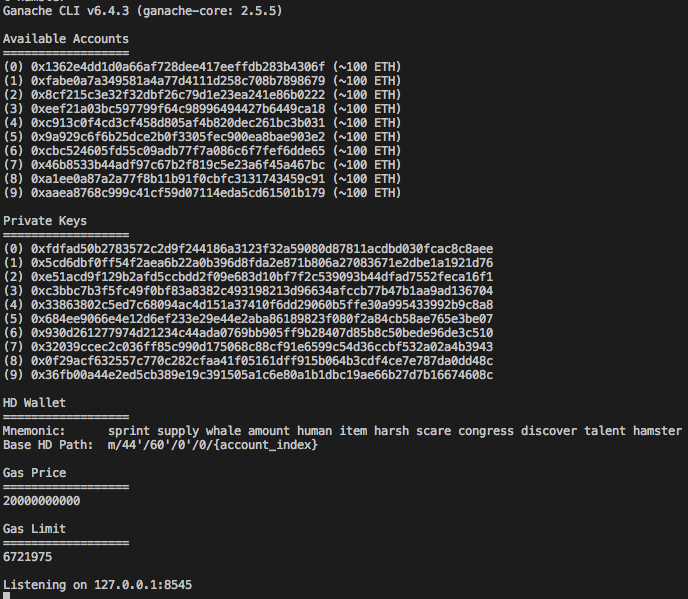 Ganache CLI v6.4.3 (ganache-core: 2.5.5)
Available Accounts
==================
(0) 0x1362e4dd1d0a66af728dee417eeffdb283b4306f (~100 ETH)
(1) 0xfabe0a7a349581a4a77d4111d258c708b7898679 (~100 ETH)
(2) 0x8cf215c3e32f32dbf26c79d1e23ea241e86b0222 (~100 ETH)
(3) 0xeef21a03bc597799f64c98996494427b6449ca18 (~100 ETH)
(4) 0xc913c0f4cd3cf458d805af4b820dec261bc3b031 (~100 ETH)
(5) 0x9a929c6f6b25dce2b0f3305fec900ea8bae903e2 (~100 ETH)
(6) 0xcbc524605fd55c09adb77f7a086c6f7fef6dde65 (~100 ETH)
(7) 0x46b8533b44adf97c67b2f819c5e23a6f45a467bc (~100 ETH)
(8) 0xa1ee0a87a2a77f8b11b91f0cbfc3131743459c91 (~100 ETH)
(9) 0xaaea8768c999c41cf59d07114eda5cd61501b179 (~100 ETH)
Private Keys
==================
(0) 0xfdfad50b2783572c2d9f244186a3123f32a59080d87811acdbd030fcac8c8aee
(1) 0x5cd6dbf0ff54f2aea6b22a0b396d8fda2e871b806a27083671e2dbe1a1921d76
(2) 0xe51acd9f129b2afd5ccbdd2f09e683d10bf7f2c539093b44dfad7552feca16f1
(3) 0xc3bbc7b3f5fc49f0bf83a8382c493198213d96634afccb77b47b1aa9ad136704
(4) 0x33863802c5ed7c68094ac4d151a37410f6dd29060b5ffe30a995433992b9c8a8
(5) 0x684ee9066e4e12d6ef233e29e44e2aba86189823f080f2a84cb58ae765e3be07
(6) 0x930d261277974d21234c44ada0769bb905ff9b28407d85b8c50bede96de3c510
(7) 0x32039ccec2c036ff85c990d175068c88cf91e6599c54d36ccbf532a02a4b3943
(8) 0x0f29acf632557c770c282cfaa41f05161dff915b064b3cdf4ce7e787da0dd48c
(9) 0x36fb00a44e2ed5cb389e19c391505a1c6e80a1b1dbc19ae66b27d7b16674608c
HD Wallet
==================
Mnemonic:      sprint supply whale amount human item harsh scare congress discover talent hamster
Base HD Path:  m/44'/60'/0'/0/{account_index}
Gas Price
==================
20000000000
Gas Limit
==================
6721975
Listening on 127.0.0.1:8545